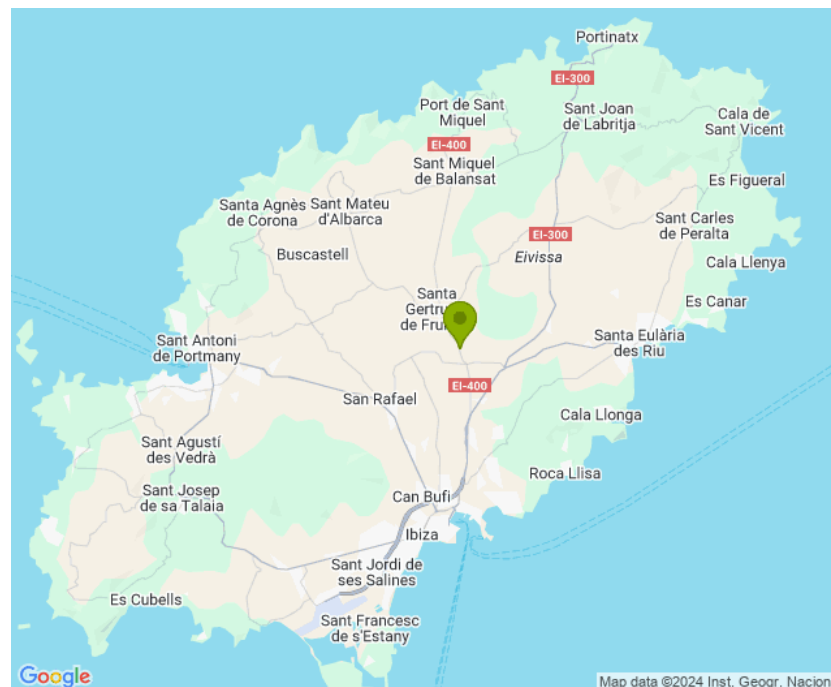 Portinatx
EI-300
Port de Sant
Miquel
Sant Joan
de Labritja
Cala de
Sant Vicent
EI-400
Sant Miquel
de Balansat
Es Figueral
Santa Agnès
de Corona
Sant Mateu
d'Albarca
Sant Carles
de Peralta
EI-300
Buscastell
Eivissa
Cala Llenya
Santa
Gertru
de Fru
Es Canar
Sant Antoni
de Portmany
Santa Eulària
des Riu
EI-400
San Rafael
Cala Llonga
Sant Agustí
des Vedrà
Roca Llisa
Sant Josep
de sa Talaia
Can Bufi
Ibiza
Sant Jordi de
ses Salines
Es Cubells
Sant Francesc
de s'Estany
Google
Map data ©2024 Inst. Geogr. Nacion